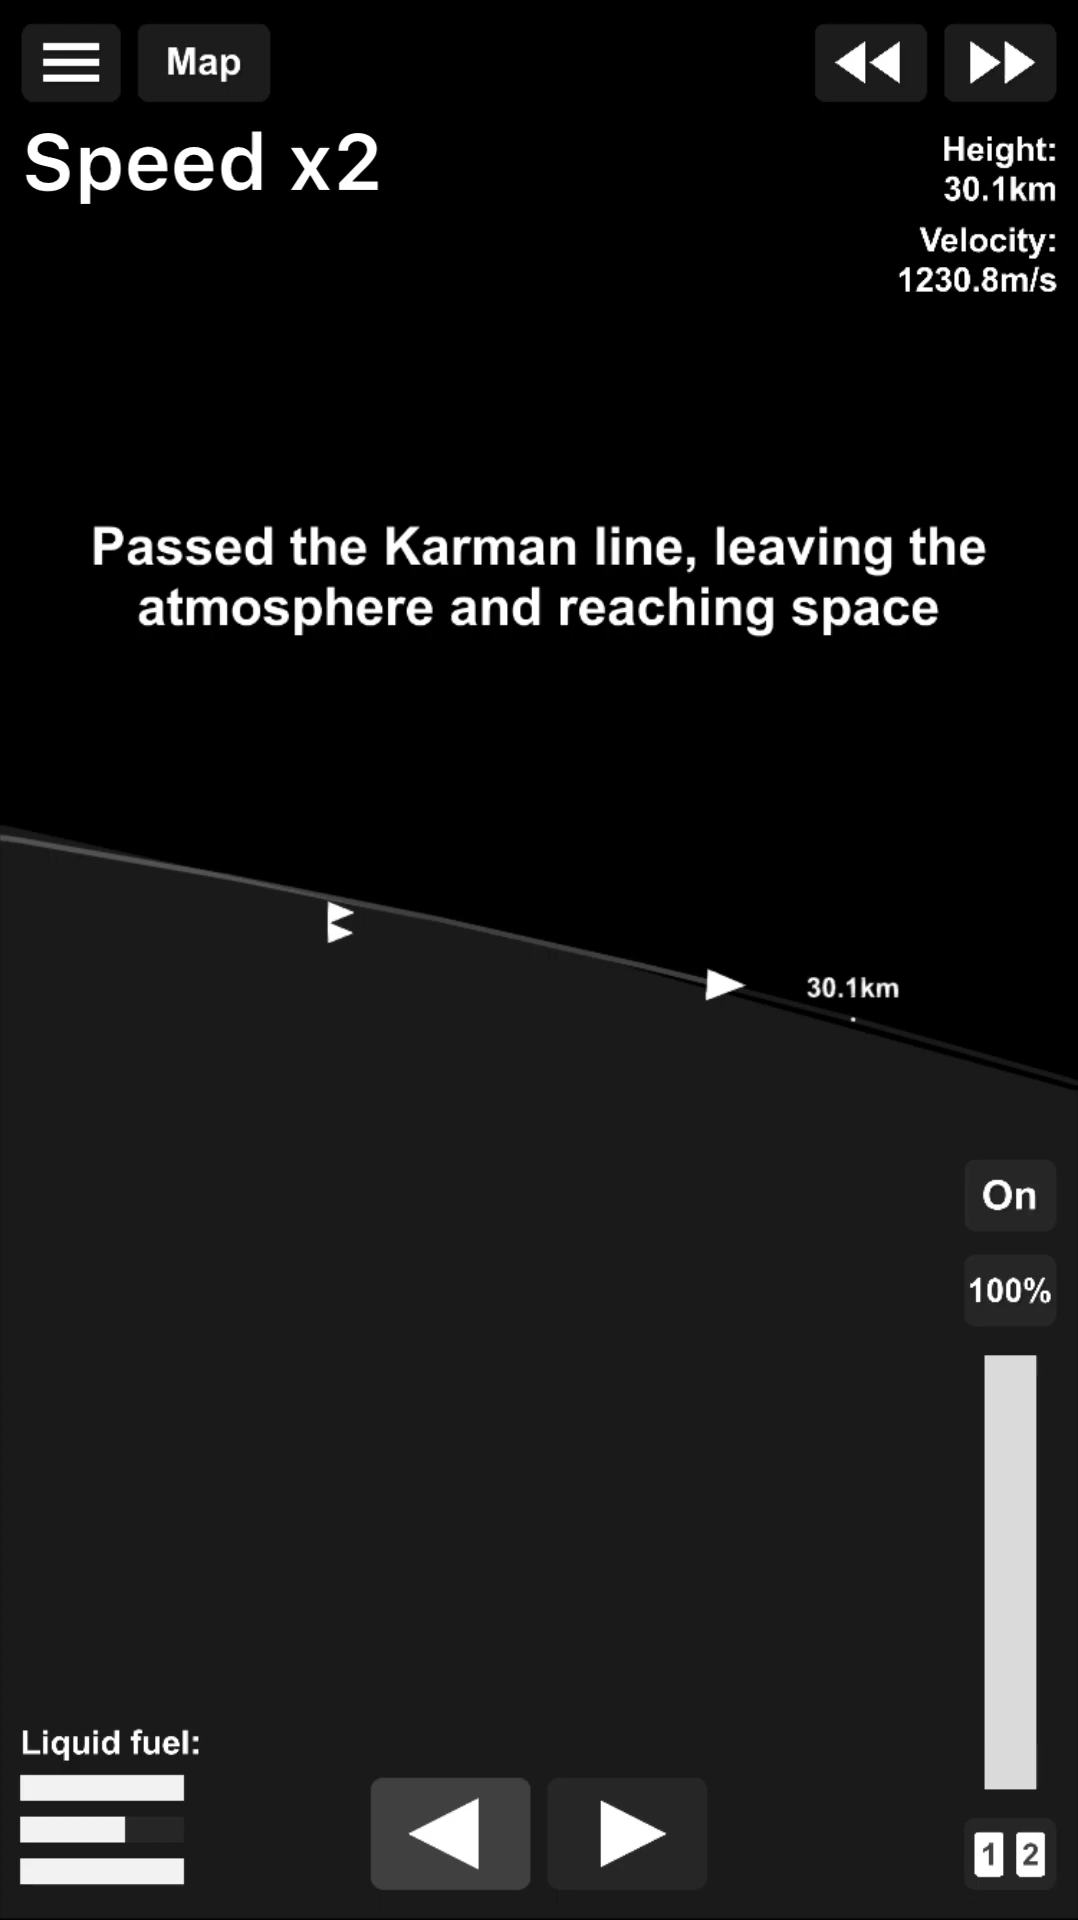 Map
Speed x2
Height:
30.1km
Velocity:
1230.8m/s
Passed the Karman line, leaving the
atmosphere and reaching space
30.1km
On
100%
Liquid fuel:
1 2